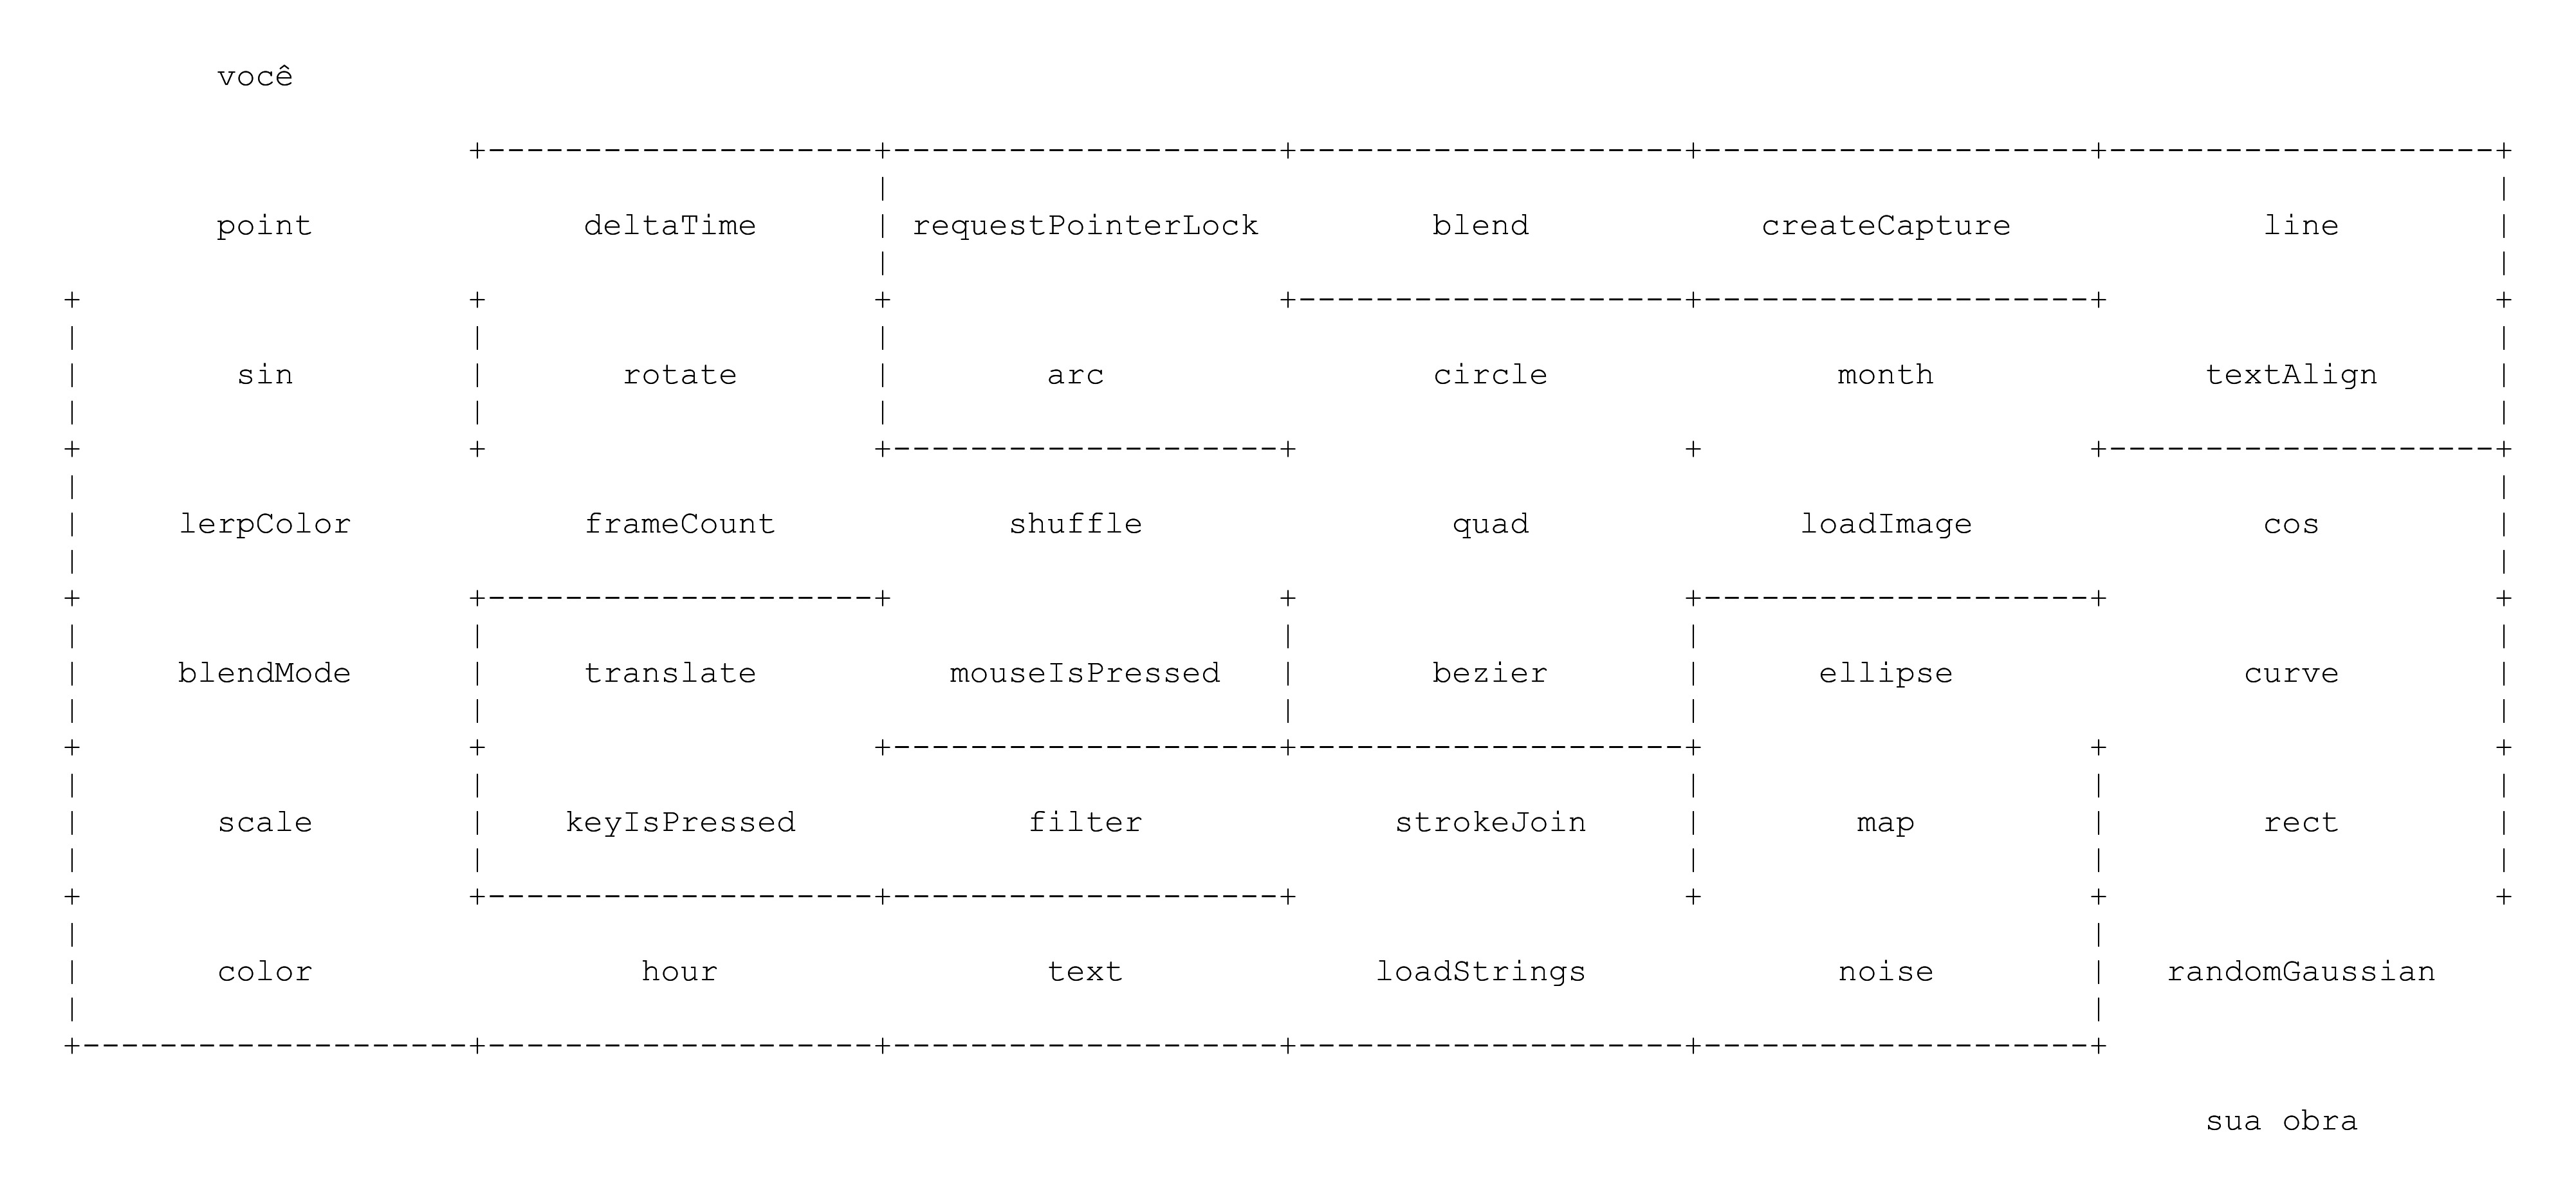 você
point deltaTime requestPointerLock blend createCapture line
sin rotate arc circle month textAlign
lerpColor frameCount shuffle quad loadImage cos
blendMode translate mouseIsPressed bezier ellipse curve
scale keyIsPressed filter strokeJoin map rect
color hour text loadStrings noise randomGaussian
sua obra